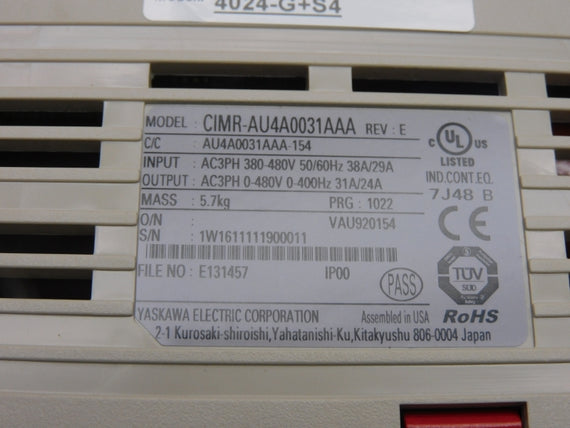 4024-G+S4
MODEL : CIMR-AU4A0031AAA REV : E
C/C : AU4A0031AAA-154
INPUT : AC3PH 380-480V 50/60Hz 38A/29A
OUTPUT : AC3PH 0-480V 0-400Hz 31A/24A
MASS : 5.7kg PRG : 1022
O/N : VAU920154
S/N : 1W1611111900011
FILE NO : E131457 IP00
PASS
YASKAWA ELECTRIC CORPORATION Assembled in USA
2-1 Kurosaki-shiroishi, Yahatanishi-Ku, Kitakyushu 806-0004 Japan
c UL us
LISTED
IND.CONT.EQ.
7J48 B
CE
TÜV
SÜD
RoHS